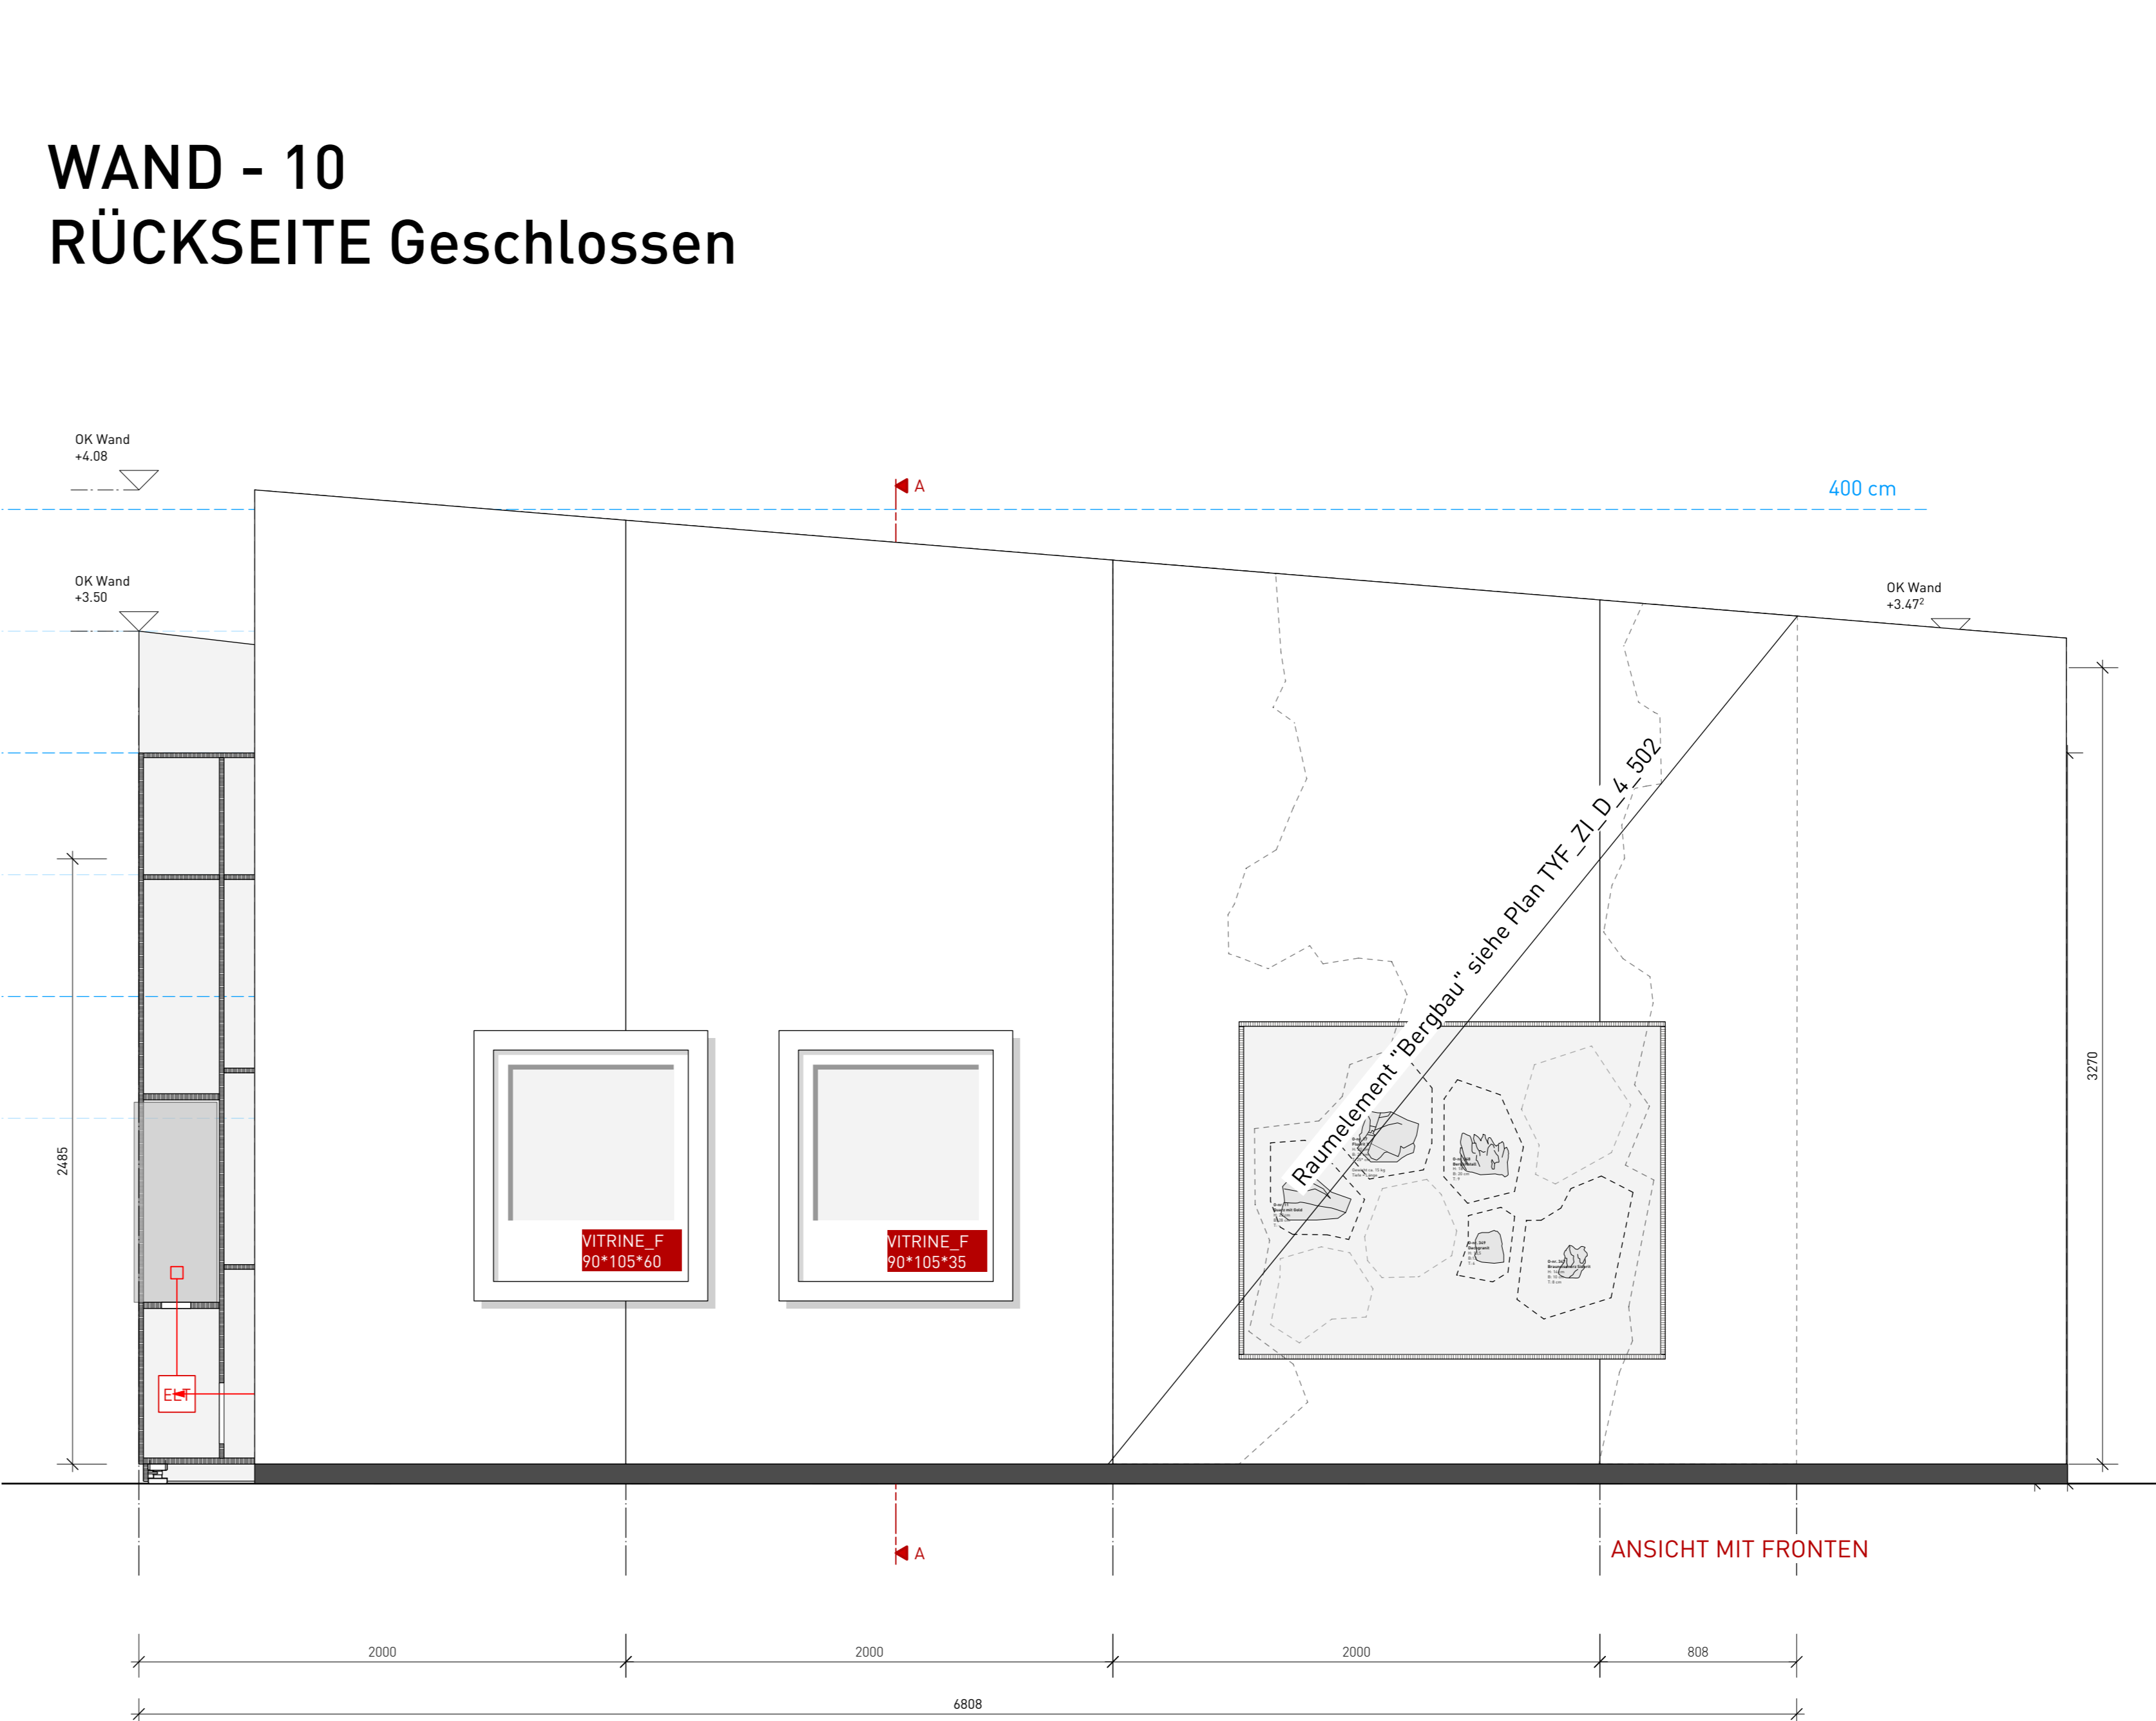 WAND - 10
RÜCKSEITE Geschlossen
OK Wand
+4.08
A
400 cm
OK Wand
+3.50
OK Wand
+3.47²
Raumelement "Bergbau" siehe Plan TYF_ZI_D_4_502
2485
3270
VITRINE_F
90*105*60
VITRINE_F
90*105*35
ELT
A
ANSICHT MIT FRONTEN
2000
2000
2000
808
6808